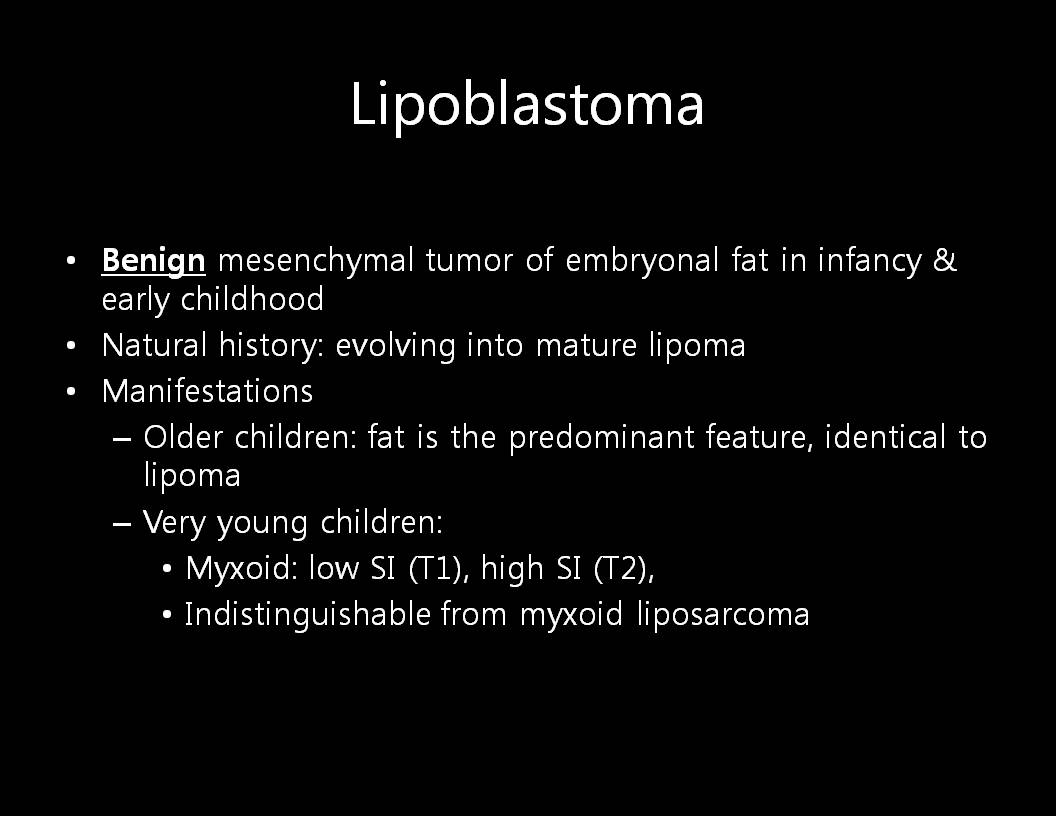 Lipoblastoma
• Benign mesenchymal tumor of embryonal fat in infancy &
early childhood
• Natural history: evolving into mature lipoma
• Manifestations
– Older children: fat is the predominant feature, identical to
lipoma
– Very young children:
• Myxoid: low SI (T1), high SI (T2),
• Indistinguishable from myxoid liposarcoma